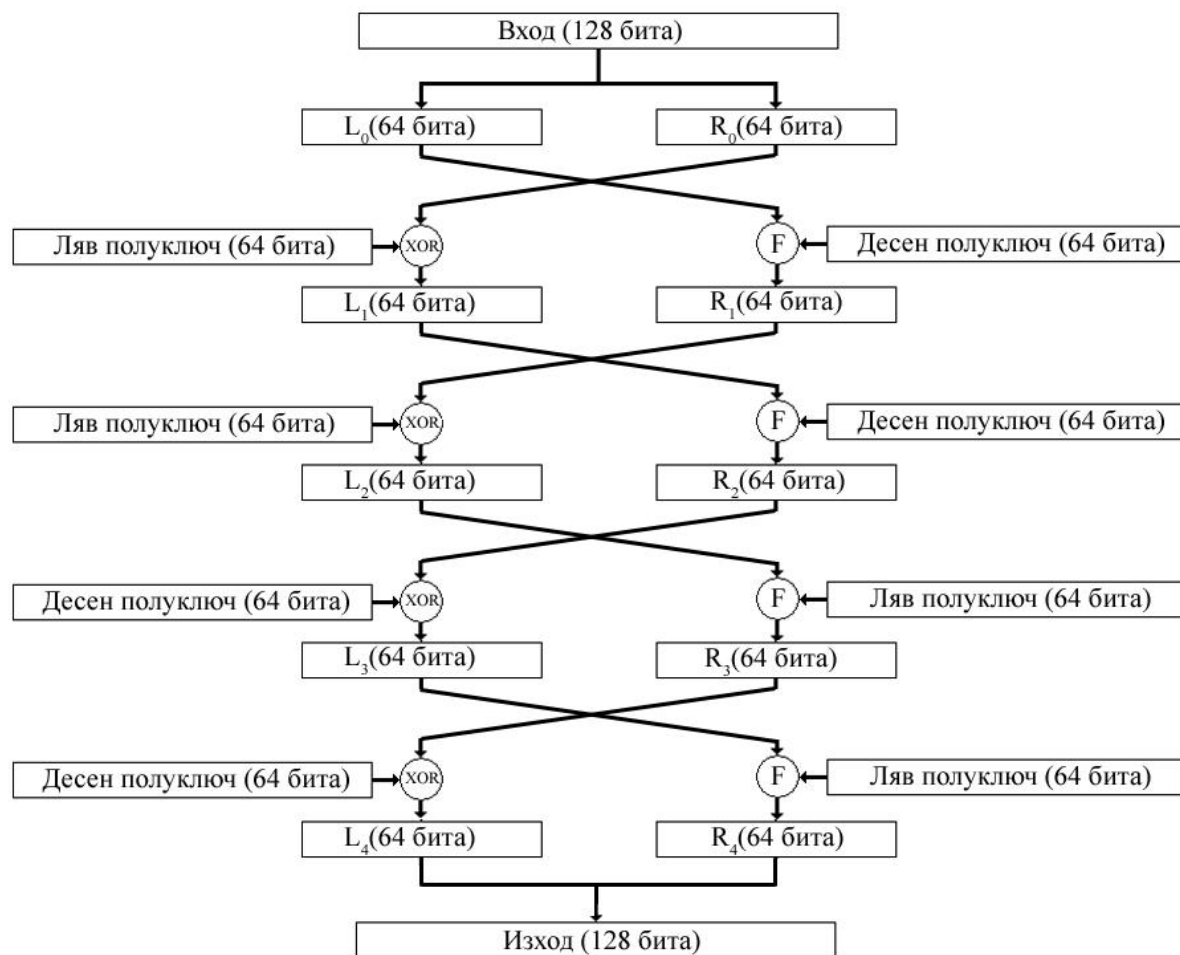 Вход (128 бита)
L₀(64 бита) R₀(64 бита)
Ляв полуключ (64 бита) XOR F Десен полуключ (64 бита)
L₁(64 бита) R₁(64 бита)
Ляв полуключ (64 бита) XOR F Десен полуключ (64 бита)
L₂(64 бита) R₂(64 бита)
Десен полуключ (64 бита) XOR F Ляв полуключ (64 бита)
L₃(64 бита) R₃(64 бита)
Десен полуключ (64 бита) XOR F Ляв полуключ (64 бита)
L₄(64 бита) R₄(64 бита)
Изход (128 бита)